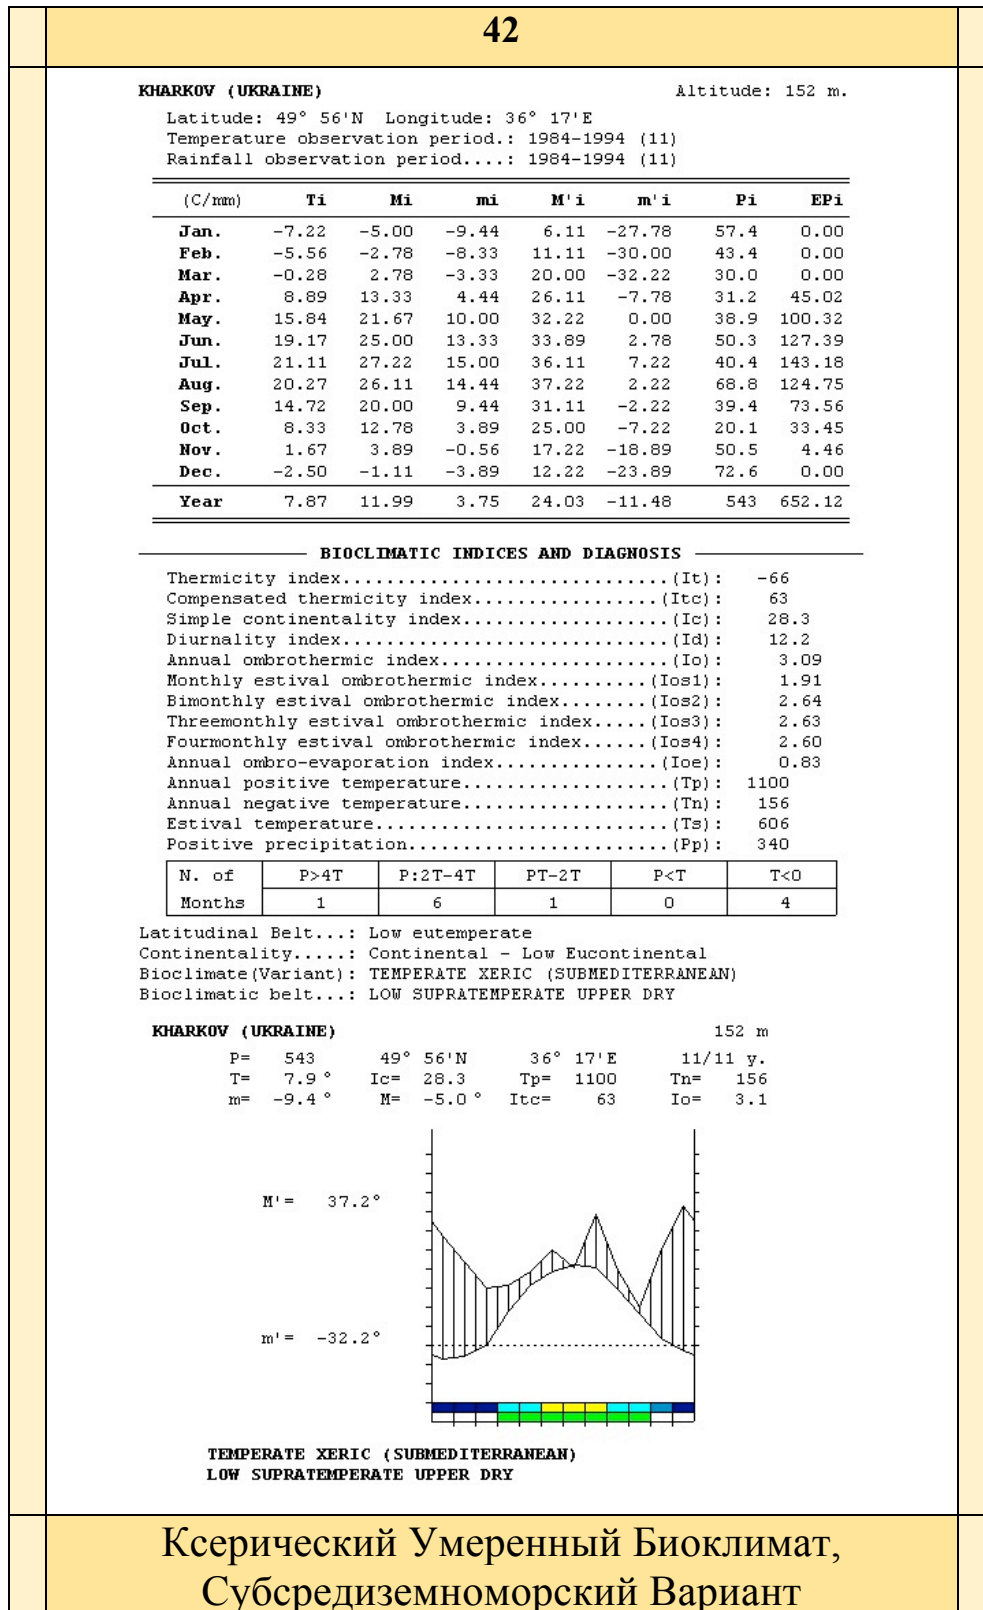 42
KHARKOV (UKRAINE) Altitude: 152 m.
Latitude: 49° 56'N Longitude: 36° 17'E
Temperature observation period.: 1984-1994 (11)
Rainfall observation period....: 1984-1994 (11)
(C/mm) Ti Mi mi M'i m'i Pi EPi
Jan. -7.22 -5.00 -9.44 6.11 -27.78 57.4 0.00
Feb. -5.56 -2.78 -8.33 11.11 -30.00 43.4 0.00
Mar. -0.28 2.78 -3.33 20.00 -32.22 30.0 0.00
Apr. 8.89 13.33 4.44 26.11 -7.78 31.2 45.02
May. 15.84 21.67 10.00 32.22 0.00 38.9 100.32
Jun. 19.17 25.00 13.33 33.89 2.78 50.3 127.39
Jul. 21.11 27.22 15.00 36.11 7.22 40.4 143.18
Aug. 20.27 26.11 14.44 37.22 2.22 68.8 124.75
Sep. 14.72 20.00 9.44 31.11 -2.22 39.4 73.56
Oct. 8.33 12.78 3.89 25.00 -7.22 20.1 33.45
Nov. 1.67 3.89 -0.56 17.22 -18.89 50.5 4.46
Dec. -2.50 -1.11 -3.89 12.22 -23.89 72.6 0.00
Year 7.87 11.99 3.75 24.03 -11.48 543 652.12
BIOCLIMATIC INDICES AND DIAGNOSIS
Thermicity index..............................(It): -66
Compensated thermicity index.................(Itc): 63
Simple continentality index...................(Ic): 28.3
Diurnality index..............................(Id): 12.2
Annual ombrothermic index.....................(Io): 3.09
Monthly estival ombrothermic index..........(Ios1): 1.91
Bimonthly estival ombrothermic index........(Ios2): 2.64
Threemonthly estival ombrothermic index.....(Ios3): 2.63
Fourmonthly estival ombrothermic index......(Ios4): 2.60
Annual ombro-evaporation index...............(Ioe): 0.83
Annual positive temperature...................(Tp): 1100
Annual negative temperature...................(Tn): 156
Estival temperature...........................(Ts): 606
Positive precipitation........................(Pp): 340
N. of P>4T P:2T-4T PT-2T P<T T<0
Months 1 6 1 0 4
Latitudinal Belt...: Low eutemperate
Continentality.....: Continental - Low Eucontinental
Bioclimate(Variant): TEMPERATE XERIC (SUBMEDITERRANEAN)
Bioclimatic belt...: LOW SUPRATEMPERATE UPPER DRY
KHARKOV (UKRAINE) 152 m
P= 543 49° 56'N 36° 17'E 11/11 y.
T= 7.9° Ic= 28.3 Tp= 1100 Tn= 156
m= -9.4° M= -5.0° Itc= 63 Io= 3.1
M'= 37.2°
m'= -32.2°
TEMPERATE XERIC (SUBMEDITERRANEAN)
LOW SUPRATEMPERATE UPPER DRY
Ксерический Умеренный Биоклимат,
Субсредиземноморский Вариант